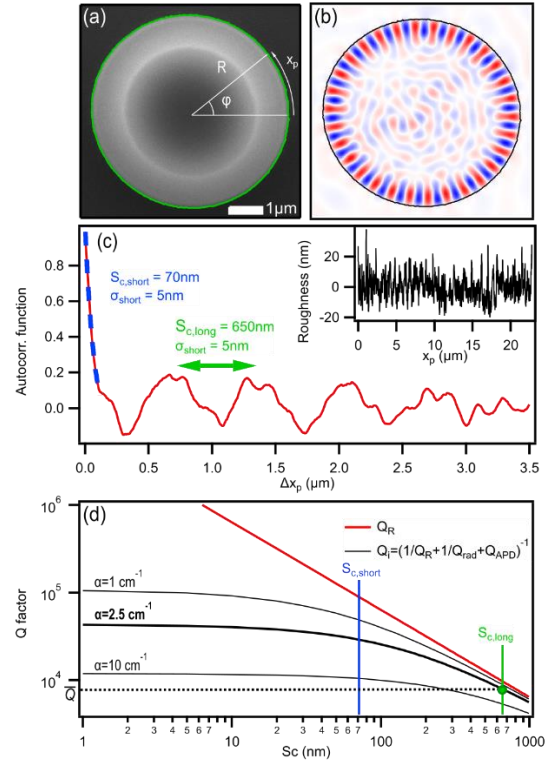 (a)
R
x_p
φ
1μm
(b)
(c)
S_c,short = 70nm
σ_short = 5nm
S_c,long = 650nm
σ_short = 5nm
Autocorr. function
0.8
0.6
0.4
0.2
0.0
0.0 0.5 1.0 1.5 2.0 2.5 3.0 3.5
Δx_p (μm)
Roughness (nm)
20
0
-20
0 5 10 15 20
x_p (μm)
(d)
Q factor
10^6
10^5
10^4
Q̅
Q_R
Q_i=(1/Q_R+1/Q_rad+Q_APD)^-1
S_c,short
S_c,long
α=1 cm^-1
α=2.5 cm^-1
α=10 cm^-1
1 2 3 4 5 6 7 10 2 3 4 5 6 7 100 2 3 4 5 6 7 1000
Sc (nm)